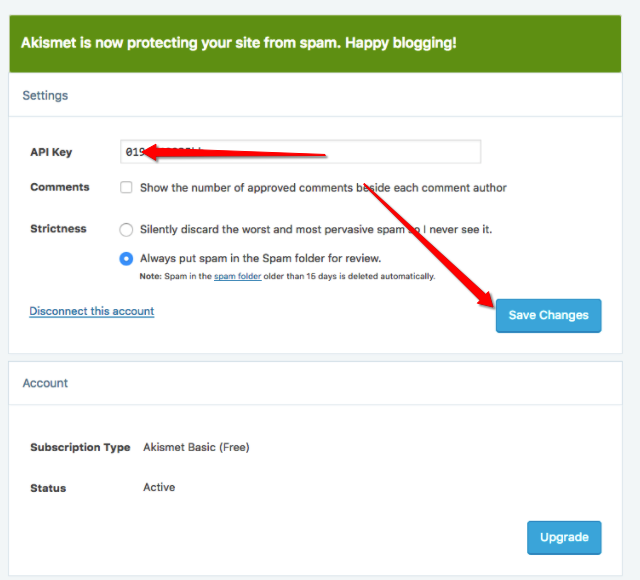 Akismet is now protecting your site from spam. Happy blogging!
Settings
API Key
Comments Show the number of approved comments beside each comment author
Strictness Silently discard the worst and most pervasive spam so I never see it.
Always put spam in the Spam folder for review.
Note: Spam in the spam folder older than 15 days is deleted automatically.
Disconnect this account
Save Changes
Account
Subscription Type Akismet Basic (Free)
Status Active
Upgrade